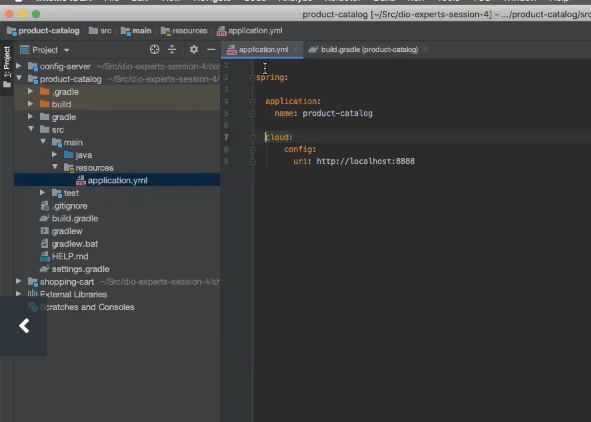 product-catalog [~/Src/dio-experts-session-4] - .../product-catalog/src
product-catalog src main resources application.yml
1: Project
Project
application.yml build.gradle (product-catalog)
config-server ~/Src/dio-experts-session-4/
product-catalog ~/Src/dio-experts-session-4/
.gradle
build
gradle
src
main
java
resources
application.yml
test
.gitignore
build.gradle
gradlew
gradlew.bat
HELP.md
settings.gradle
shopping-cart ~/Src/dio-experts-session-4/sh
External Libraries
Scratches and Consoles
1
2 spring:
3
4 application:
5 name: product-catalog
6
7 cloud:
8 config:
9 uri: http://localhost:8888